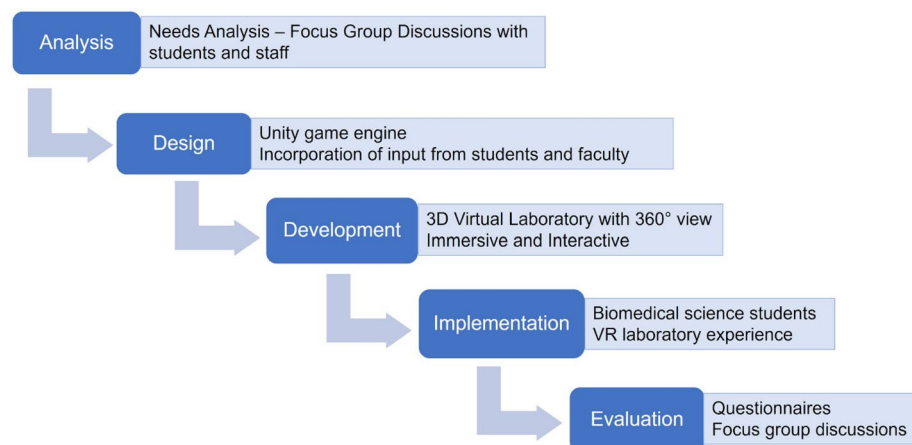 Analysis
Needs Analysis – Focus Group Discussions with
students and staff
Design
Unity game engine
Incorporation of input from students and faculty
Development
3D Virtual Laboratory with 360° view
Immersive and Interactive
Implementation
Biomedical science students
VR laboratory experience
Evaluation
Questionnaires
Focus group discussions